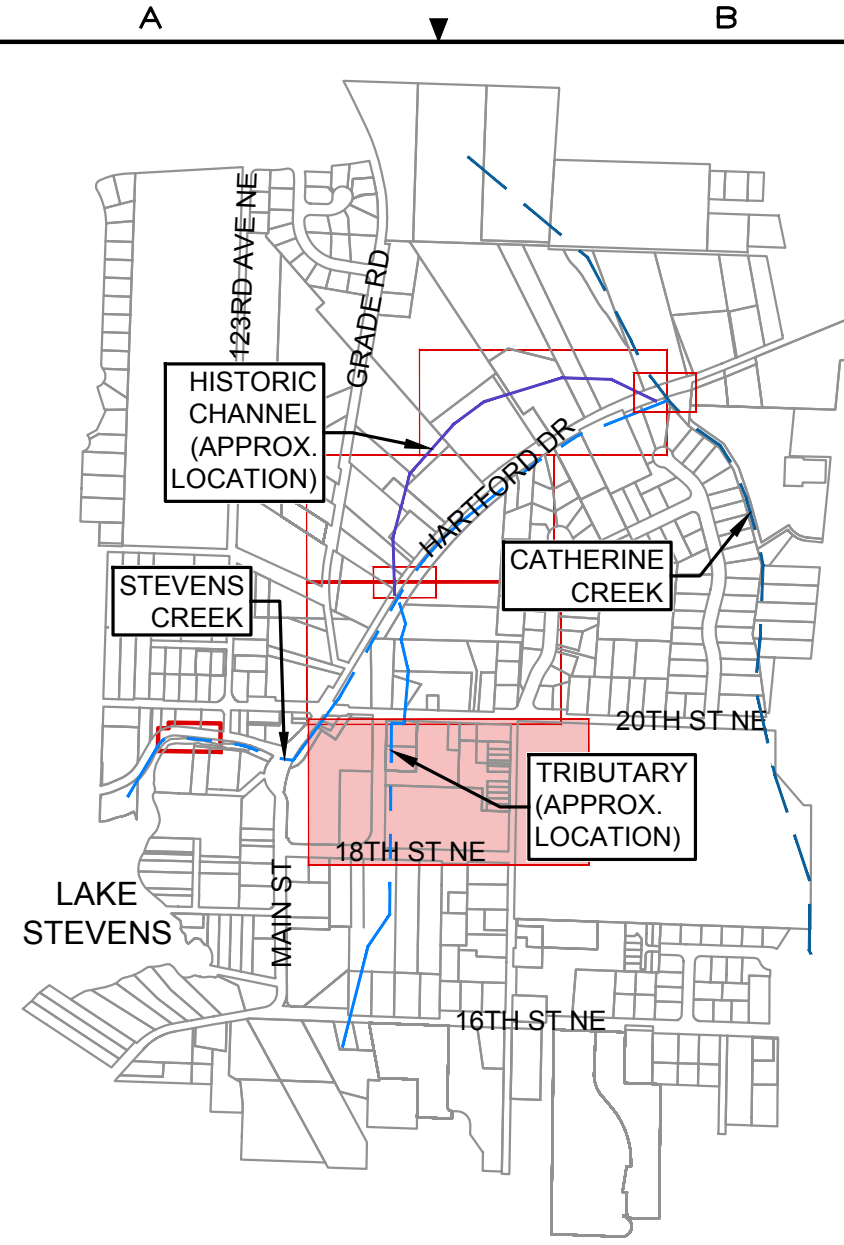 A
B
123RD AVE NE
GRADE RD
HISTORIC
CHANNEL
(APPROX.
LOCATION)
HARTFORD DR
STEVENS
CREEK
CATHERINE
CREEK
20TH ST NE
TRIBUTARY
(APPROX.
LOCATION)
18TH ST NE
LAKE
STEVENS
MAIN ST
16TH ST NE